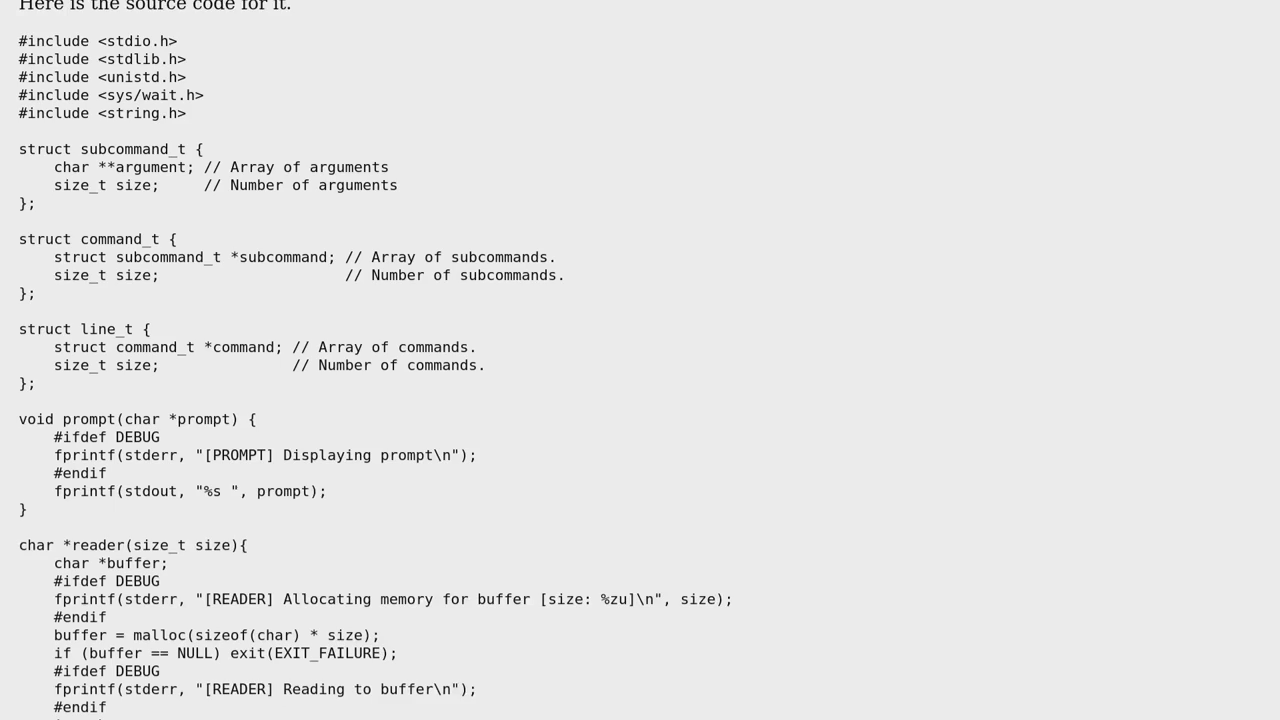 Here is the source code for it.
#include <stdio.h>
#include <stdlib.h>
#include <unistd.h>
#include <sys/wait.h>
#include <string.h>
struct subcommand_t {
    char **argument; // Array of arguments
    size_t size;     // Number of arguments
};
struct command_t {
    struct subcommand_t *subcommand; // Array of subcommands.
    size_t size;                     // Number of subcommands.
};
struct line_t {
    struct command_t *command; // Array of commands.
    size_t size;               // Number of commands.
};
void prompt(char *prompt) {
    #ifdef DEBUG
    fprintf(stderr, "[PROMPT] Displaying prompt\n");
    #endif
    fprintf(stdout, "%s ", prompt);
}
char *reader(size_t size){
    char *buffer;
    #ifdef DEBUG
    fprintf(stderr, "[READER] Allocating memory for buffer [size: %zu]\n", size);
    #endif
    buffer = malloc(sizeof(char) * size);
    if (buffer == NULL) exit(EXIT_FAILURE);
    #ifdef DEBUG
    fprintf(stderr, "[READER] Reading to buffer\n");
    #endif